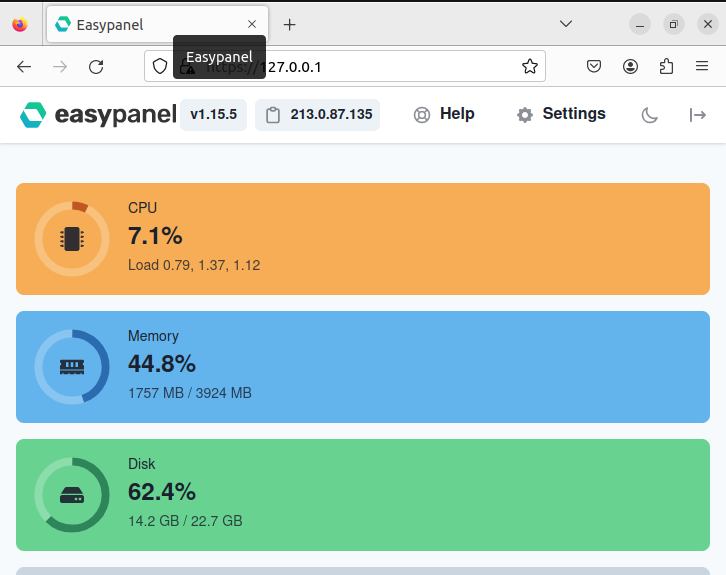 Easypanel
Easypanel
https://127.0.0.1
easypanel v1.15.5 213.0.87.135 Help Settings
CPU
7.1%
Load 0.79, 1.37, 1.12
Memory
44.8%
1757 MB / 3924 MB
Disk
62.4%
14.2 GB / 22.7 GB